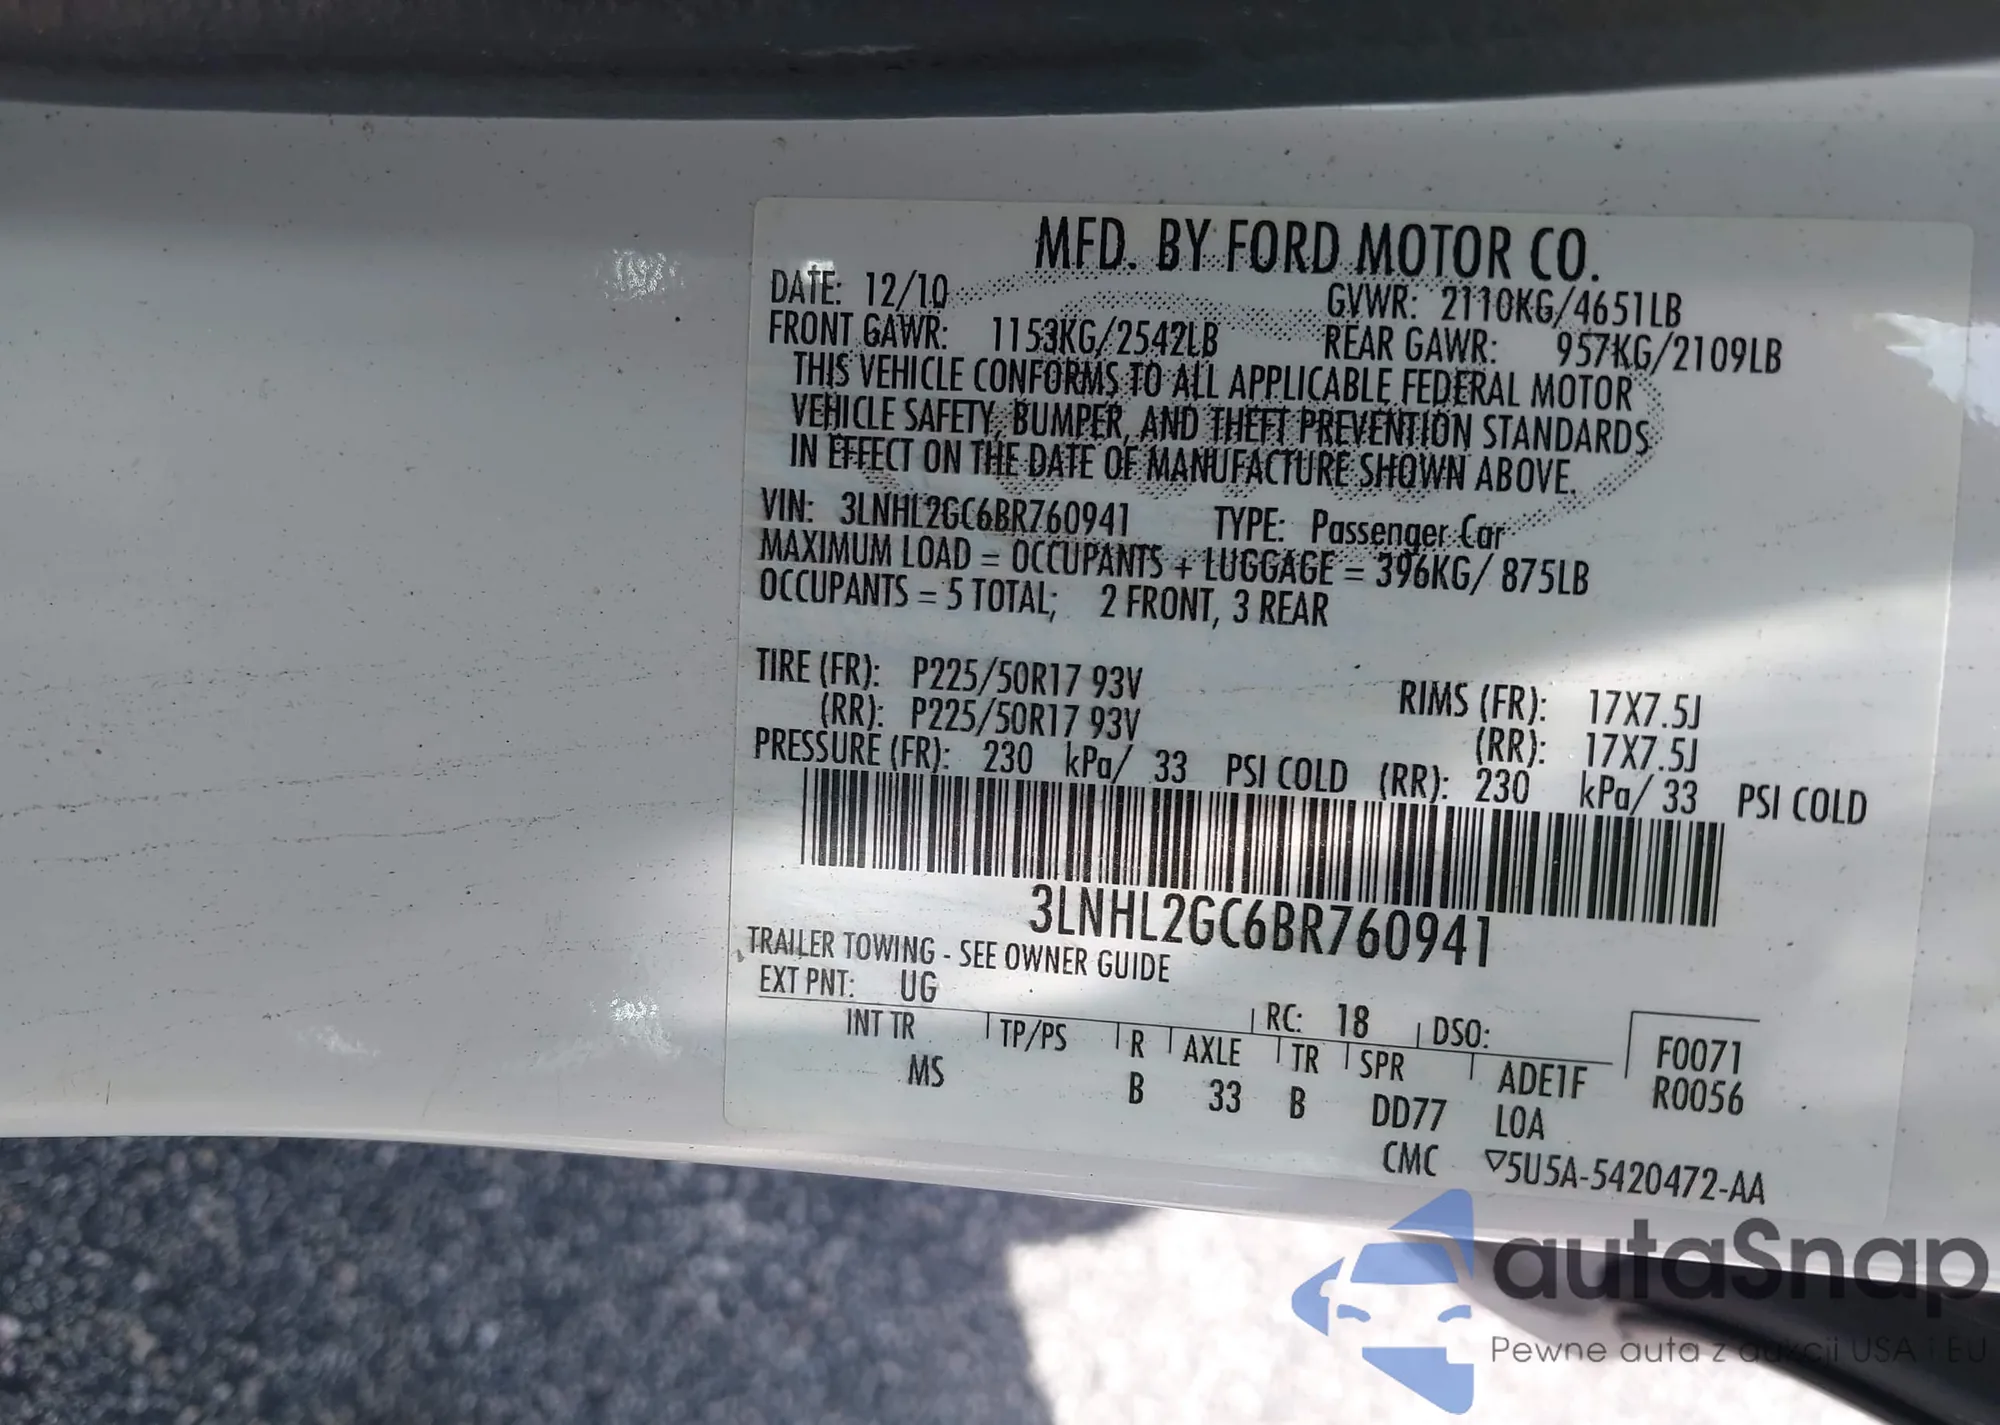 MFD. BY FORD MOTOR CO.
DATE: 12/10 GVWR: 2110KG/4651LB
FRONT GAWR: 1153KG/2542LB REAR GAWR: 957KG/2109LB
THIS VEHICLE CONFORMS TO ALL APPLICABLE FEDERAL MOTOR
VEHICLE SAFETY, BUMPER, AND THEFT PREVENTION STANDARDS
IN EFFECT ON THE DATE OF MANUFACTURE SHOWN ABOVE.
VIN: 3LNHL2GC6BR760941 TYPE: Passenger Car
MAXIMUM LOAD = OCCUPANTS + LUGGAGE = 396KG/ 875LB
OCCUPANTS = 5 TOTAL; 2 FRONT, 3 REAR
TIRE (FR): P225/50R17 93V RIMS (FR): 17X7.5J
(RR): P225/50R17 93V (RR): 17X7.5J
PRESSURE (FR): 230 kPa/ 33 PSI COLD (RR): 230 kPa/ 33 PSI COLD
3LNHL2GC6BR760941
TRAILER TOWING - SEE OWNER GUIDE
EXT PNT: UG RC: 18 DSO: F0071
INT TR TP/PS R AXLE TR SPR ADE1F R0056
MS B 33 B DD77 LOA
CMC ▽5U5A-5420472-AA
autaSnap
Pewne auta z aukcji USA i EU